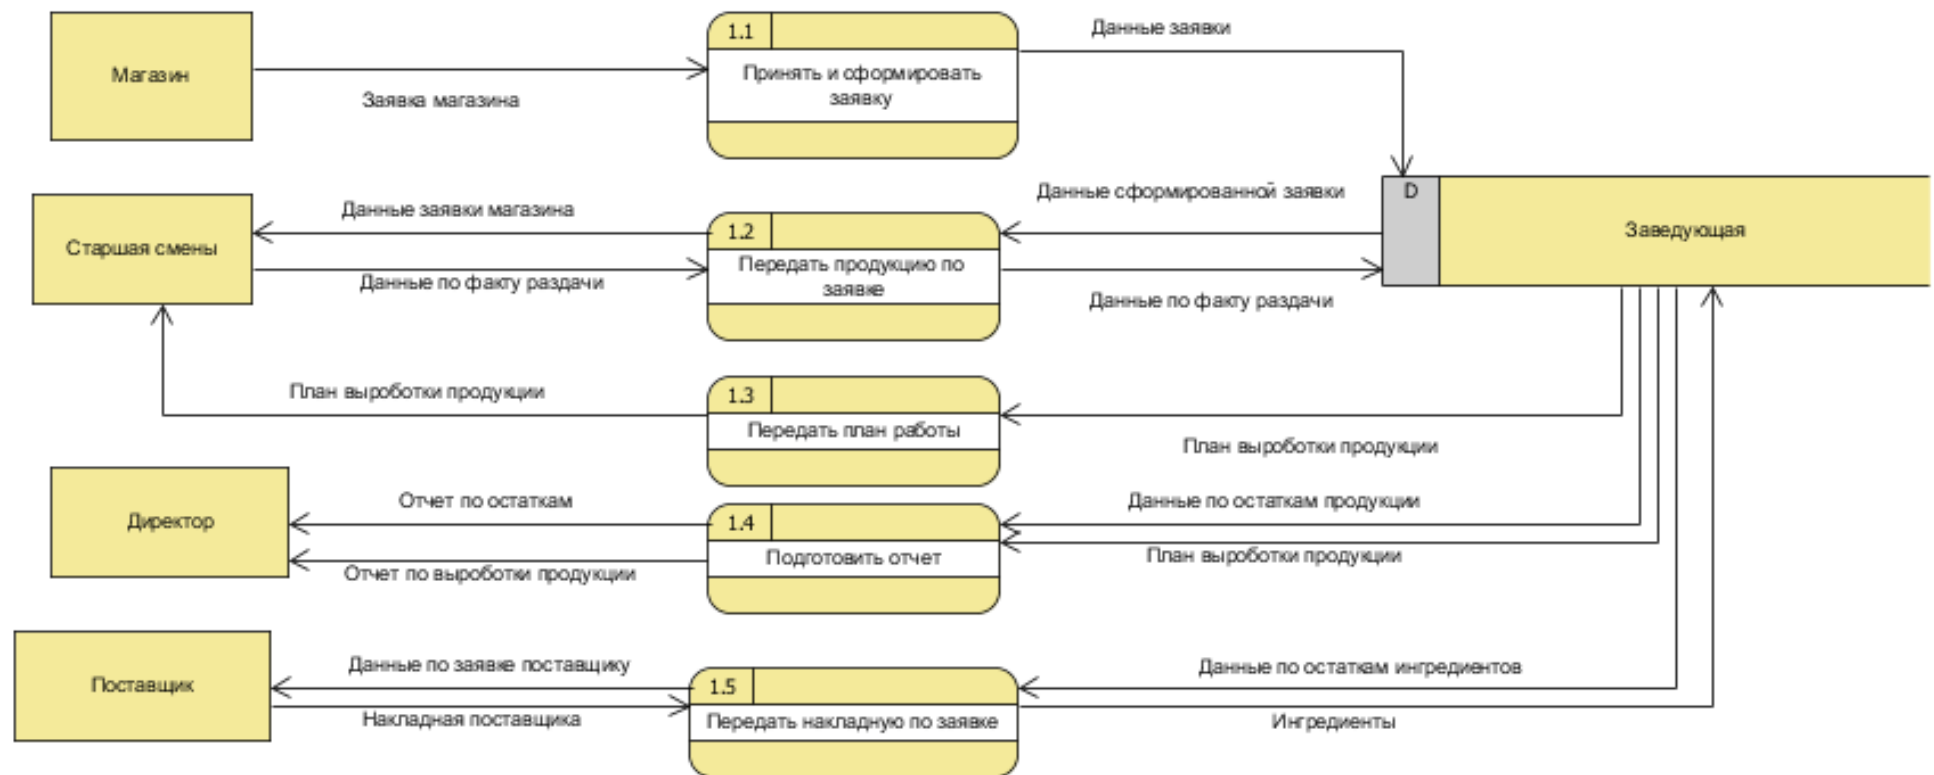 Магазин
Заявка магазина
1.1
Принять и сформировать
заявку
Данные заявки
Старшая смены
Данные заявки магазина
Данные по факту раздачи
1.2
Передать продукцию по
заявке
Данные сформированной заявки
Данные по факту раздачи
D
Заведующая
План выроботки продукции
1.3
Передать план работы
План выроботки продукции
Директор
Отчет по остаткам
Отчет по выроботки продукции
1.4
Подготовить отчет
Данные по остаткам продукции
План выроботки продукции
Поставщик
Данные по заявке поставщику
Накладная поставщика
1.5
Передать накладную по заявке
Данные по остаткам ингредиентов
Ингредиенты